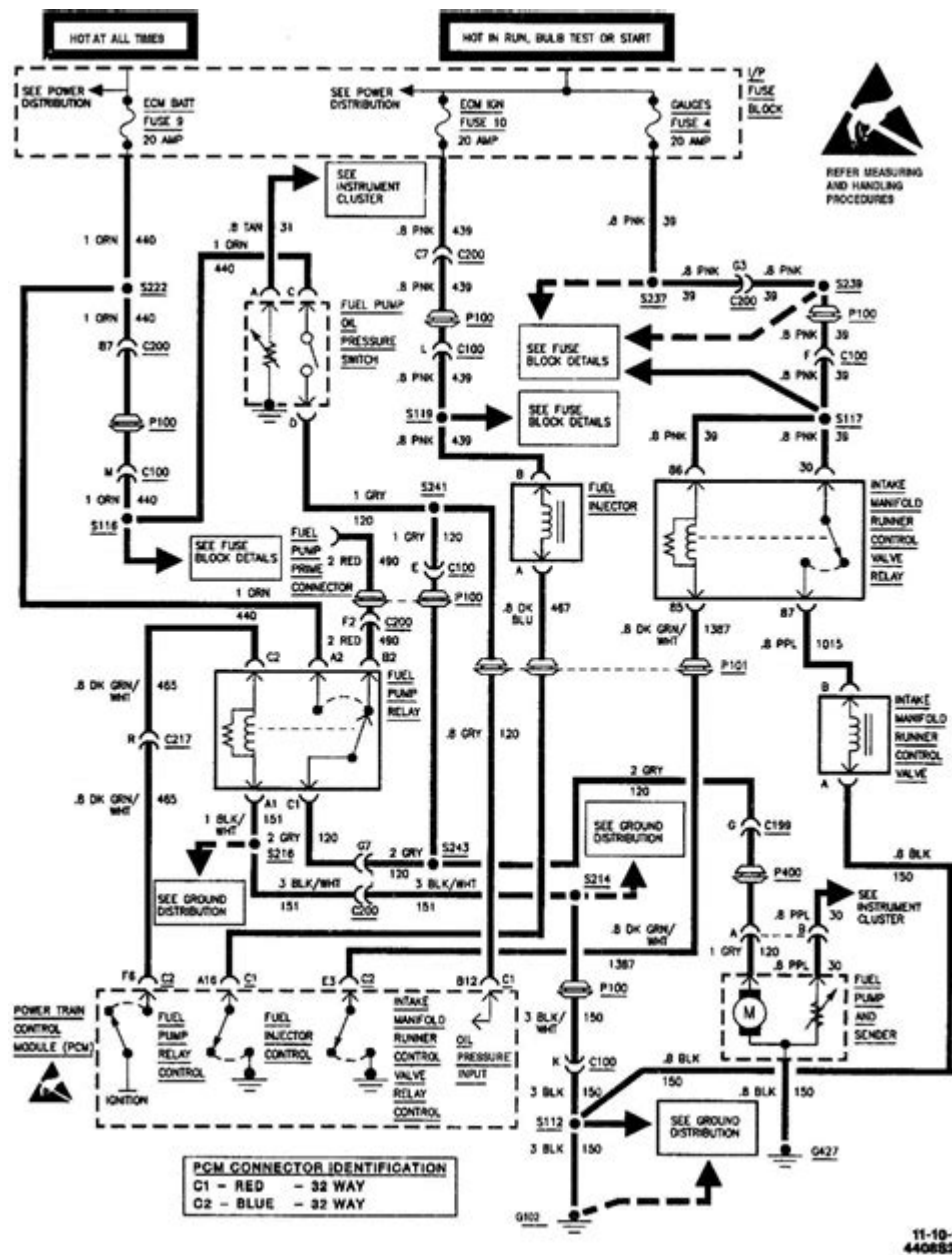 HOT AT ALL TIMES
HOT IN RUN, BULB TEST OR START
I/P
FUSE
BLOCK
SEE POWER
DISTRIBUTION
ECM BATT
FUSE 9
20 AMP
SEE POWER
DISTRIBUTION
ECM IGN
FUSE 10
20 AMP
GAUGES
FUSE 4
20 AMP
REFER MEASURING
AND HANDLING
PROCEDURES
SEE
INSTRUMENT
CLUSTER
.8 TAN 31
1 ORN 440
1 ORN
440
.8 PNK 439
C7 C200
.8 PNK 39
S222
A C
FUEL PUMP
OIL
PRESSURE
SWITCH
D
.8 PNK 439
P100
L C100
.8 PNK 439
S119
.8 PNK 439
S237
.8 PNK
39
G3
C200
.8 PNK
39
S239
P100
.8 PNK 39
F C100
.8 PNK 39
S117
SEE FUSE
BLOCK DETAILS
SEE FUSE
BLOCK DETAILS
1 ORN 440
B7 C200
P100
M C100
1 ORN 440
S116
SEE FUSE
BLOCK DETAILS
1 GRY
120
S241
1 GRY 120
E C100
P100
FUEL
PUMP
PRIME
CONNECTOR
2 RED 490
F2 C200
2 RED 490
B
FUEL
INJECTOR
A
.8 DK
BLU
467
.8 PNK 39
.8 PNK 39
86
30
INTAKE
MANIFOLD
RUNNER
CONTROL
VALVE
RELAY
85
87
.8 DK GRN/
WHT
1387
.8 PPL 1015
P101
1 ORN
440
C2 A2 B2
FUEL
PUMP
RELAY
.8 DK GRN/
WHT
465
R C217
.8 DK GRN/
WHT
465
A1 C1
.8 GRY 120
B
INTAKE
MANIFOLD
RUNNER
CONTROL
VALVE
A
.8 BLK
150
1 BLK/
WHT
151
S216
2 GRY 120
G7
2 GRY
120
S243
3 BLK/WHT
151
C200
3 BLK/WHT
151
SEE GROUND
DISTRIBUTION
SEE GROUND
DISTRIBUTION
S214
2 GRY
120
G C199
P400
A
B
1 GRY 120
.8 PPL 30
SEE
INSTRUMENT
CLUSTER
.8 PPL 30
M
FUEL
PUMP
AND
SENDER
.8 DK GRN/
WHT
1387
F6 C2
A16 C1
E3 C2
B12 C1
POWER TRAIN
CONTROL
MODULE (PCM)
FUEL
PUMP
RELAY
CONTROL
IGNITION
FUEL
INJECTOR
CONTROL
INTAKE
MANIFOLD
RUNNER
CONTROL
VALVE
RELAY
CONTROL
OIL
PRESSURE
INPUT
P100
3 BLK/
WHT
150
K C100
3 BLK 150
S112
3 BLK 150
G102
.8 BLK
150
.8 BLK 150
G427
SEE GROUND
DISTRIBUTION
PCM CONNECTOR IDENTIFICATION
C1 - RED - 32 WAY
C2 - BLUE - 32 WAY